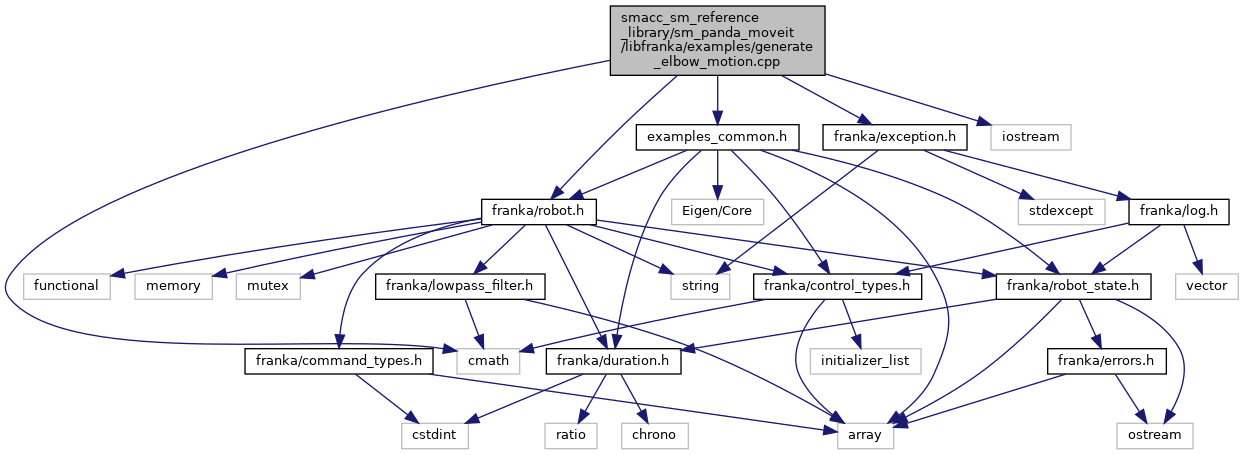 smacc_sm_reference
_library/sm_panda_moveit
/libfranka/examples/generate
_elbow_motion.cpp
examples_common.h
franka/exception.h
iostream
franka/robot.h
Eigen/Core
stdexcept
franka/log.h
functional
memory
mutex
franka/lowpass_filter.h
string
franka/control_types.h
franka/robot_state.h
vector
franka/command_types.h
cmath
franka/duration.h
initializer_list
franka/errors.h
cstdint
ratio
chrono
array
ostream